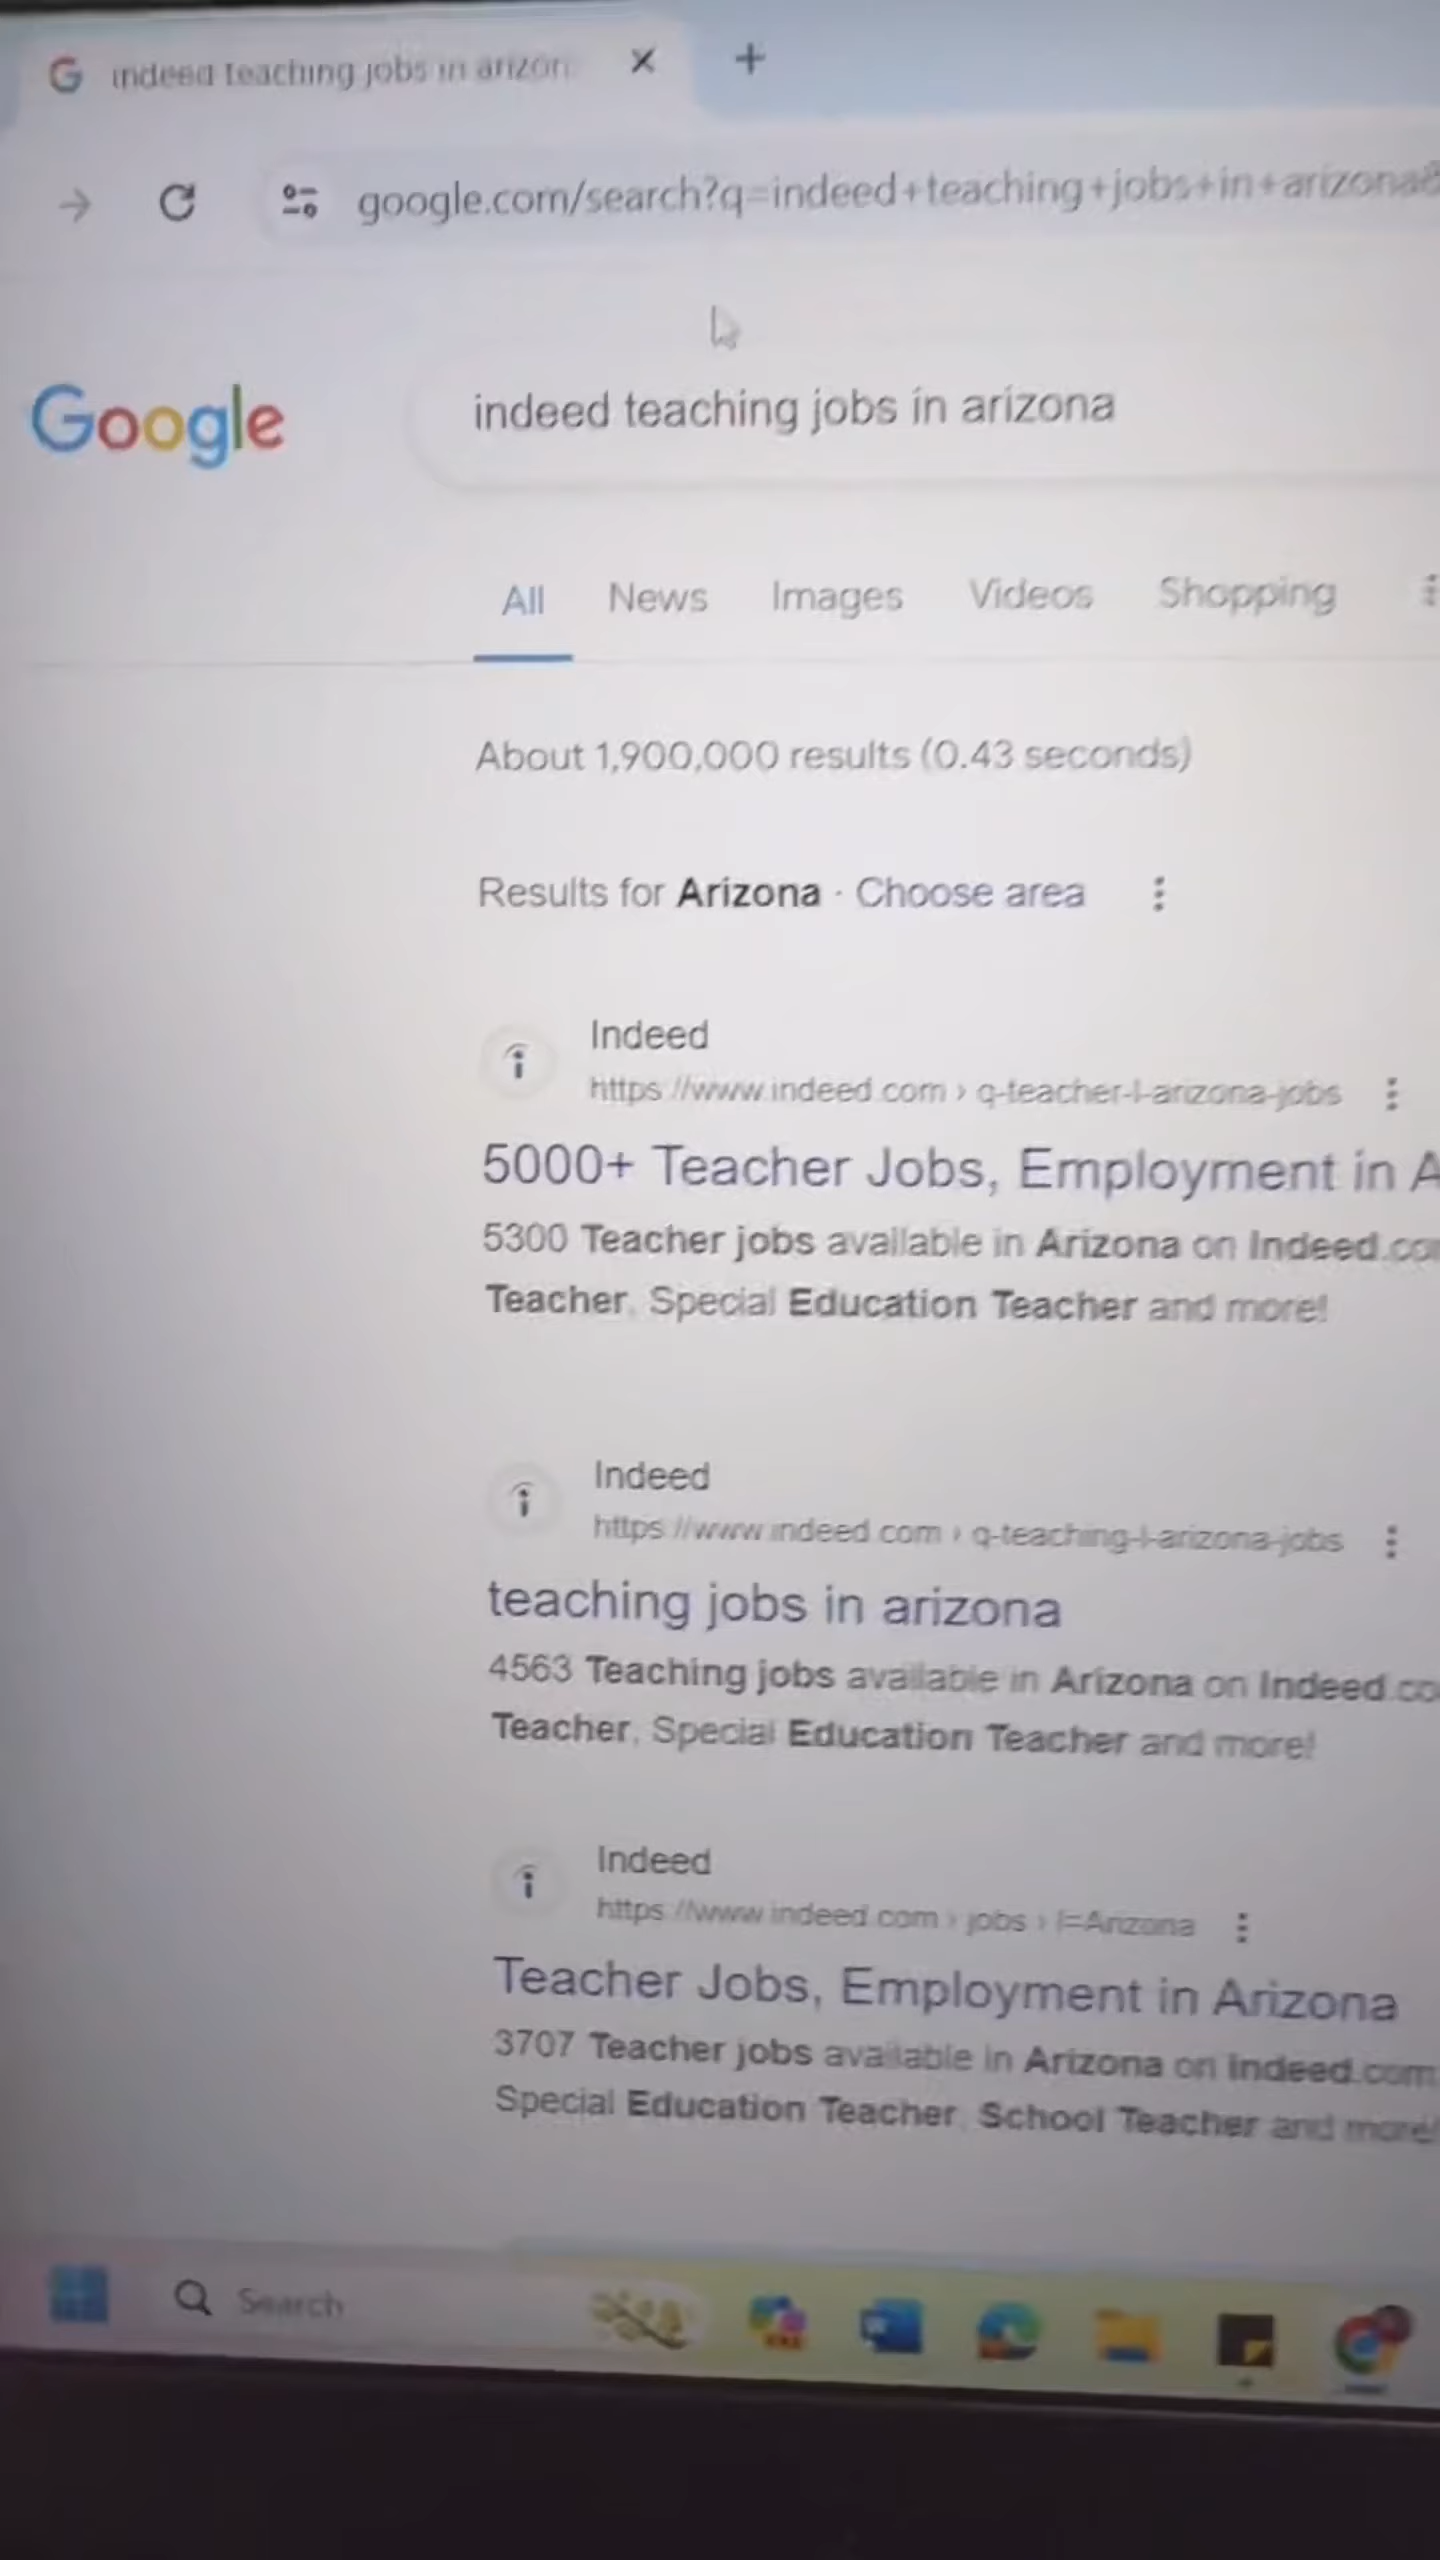 indeed teaching jobs in arizon
google.com/search?q=indeed+teaching+jobs+in+arizona&
Google
indeed teaching jobs in arizona
All News Images Videos Shopping
About 1,900,000 results (0.43 seconds)
Results for Arizona · Choose area
Indeed
https://www.indeed.com › q-teacher-l-arizona-jobs
5000+ Teacher Jobs, Employment in A
5300 Teacher jobs available in Arizona on Indeed.co
Teacher, Special Education Teacher and more!
Indeed
https://www.indeed.com › q-teaching-l-arizona-jobs
teaching jobs in arizona
4563 Teaching jobs available in Arizona on Indeed.co
Teacher, Special Education Teacher and more!
Indeed
https://www.indeed.com › jobs › l=Arizona
Teacher Jobs, Employment in Arizona
3707 Teacher jobs available in Arizona on Indeed.com
Special Education Teacher, School Teacher and more!
Search